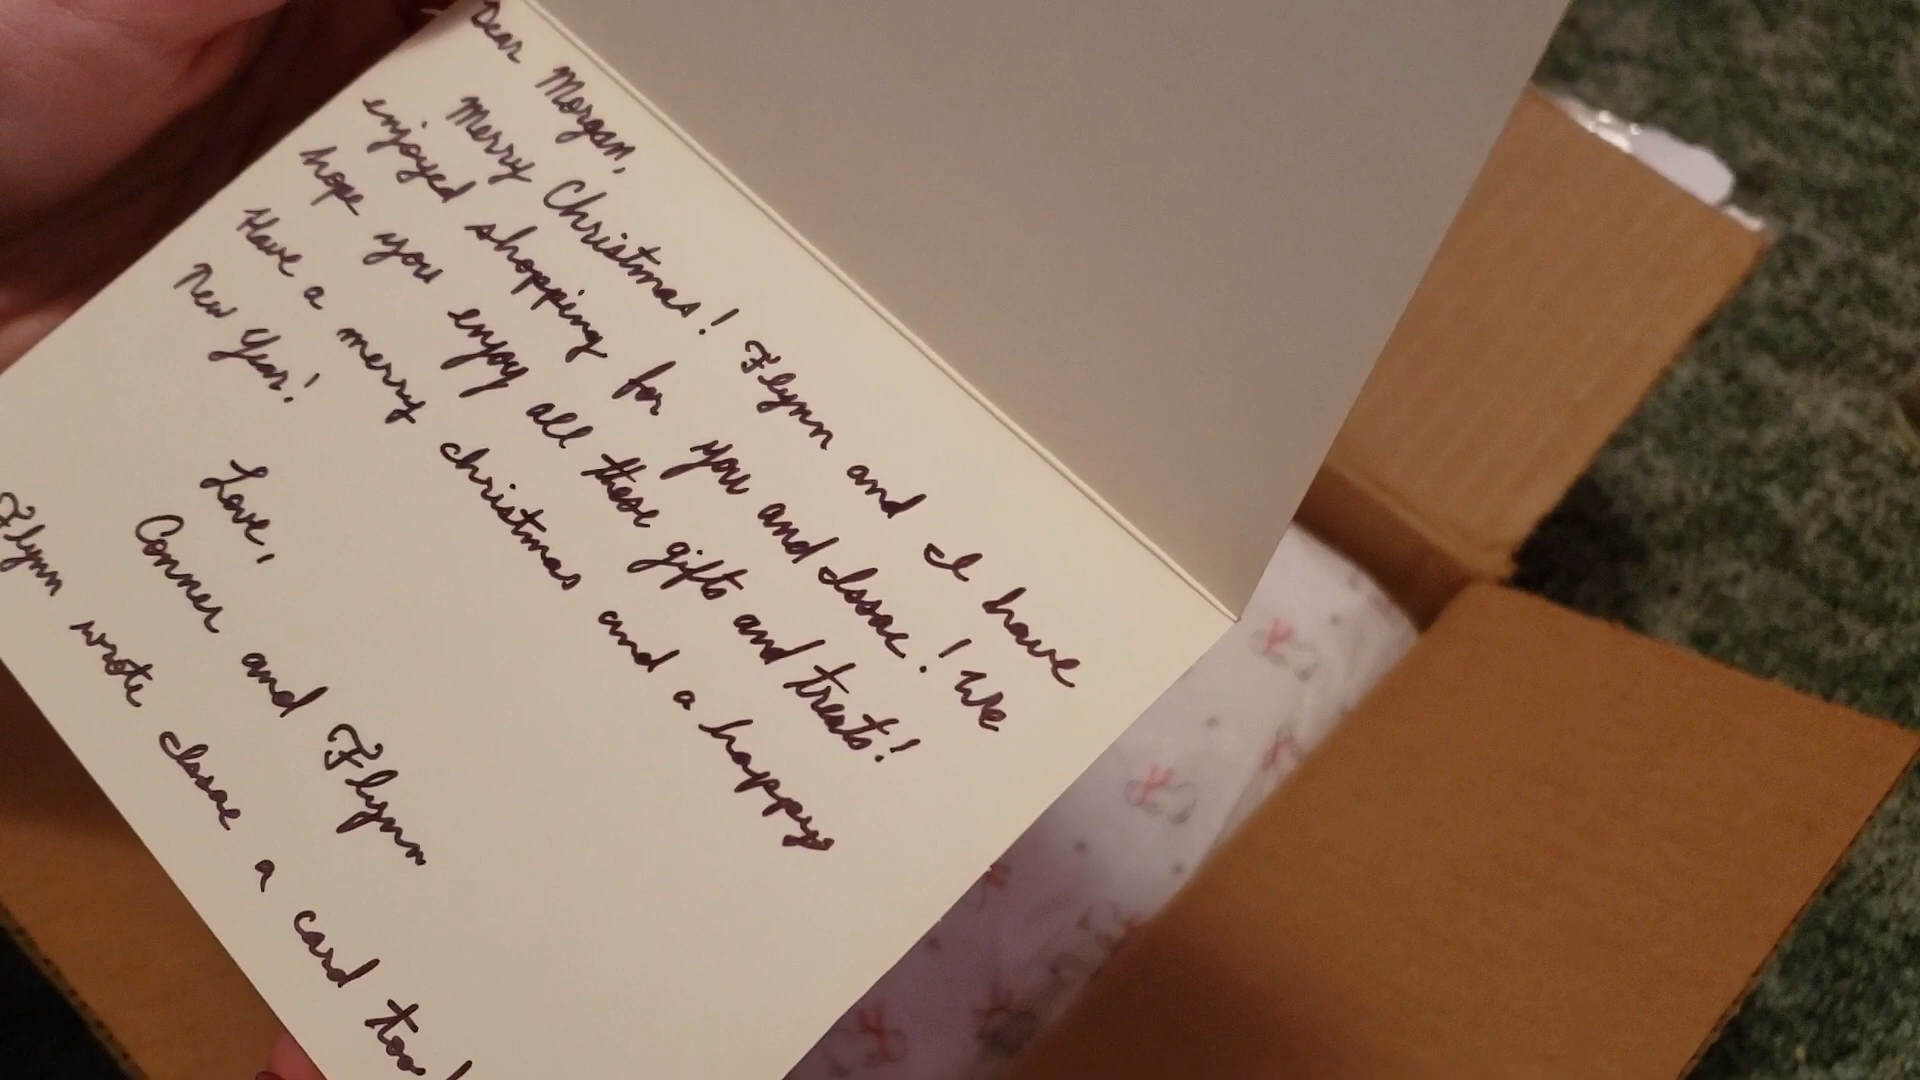 Dear Morgan,
Merry Christmas! Flynn and I have
enjoyed shopping for you and Isaac! We
hope you enjoy all these gifts and treats!
Have a merry christmas and a happy
New Year!
Love,
Conner and Flynn
Flynn wrote Isaac a card too!